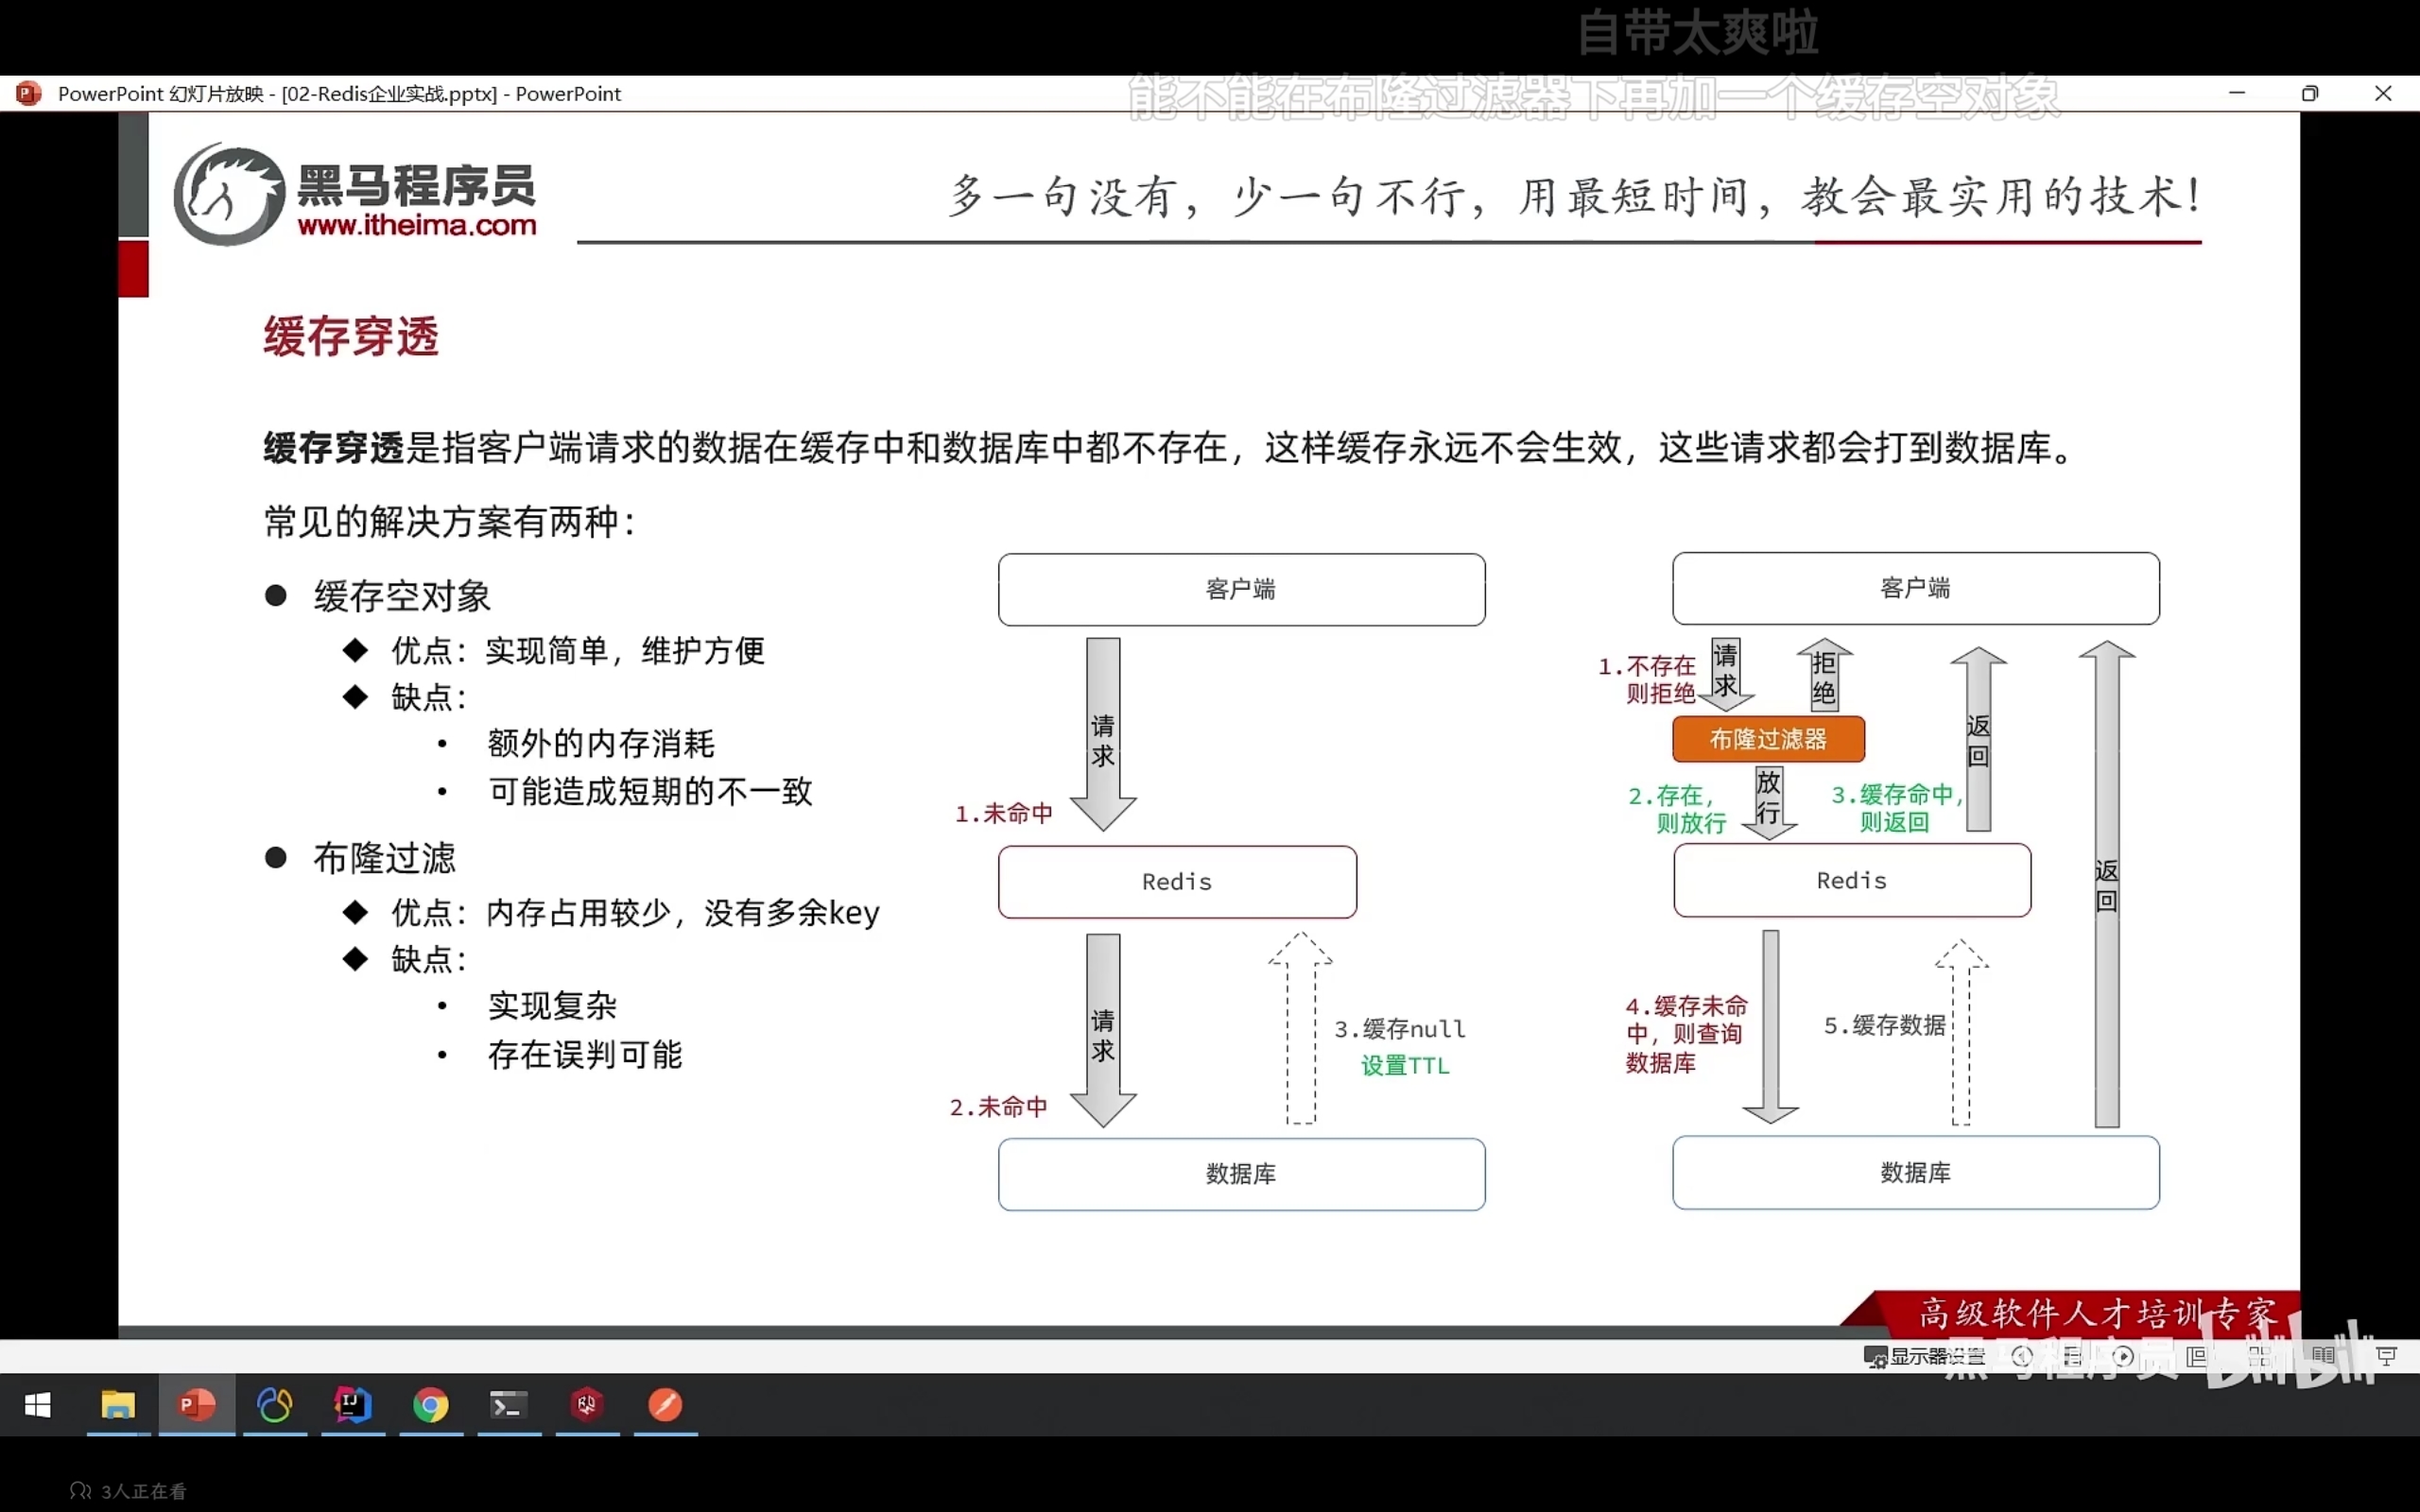 自带太爽啦
能不能在布隆过滤器下再加一个缓存空对象
PowerPoint 幻灯片放映 - [02-Redis企业实战.pptx] - PowerPoint
黑马程序员
www.itheima.com
多一句没有，少一句不行，用最短时间，教会最实用的技术！
缓存穿透
缓存穿透是指客户端请求的数据在缓存中和数据库中都不存在，这样缓存永远不会生效，这些请求都会打到数据库。
常见的解决方案有两种：
缓存空对象
优点：实现简单，维护方便
缺点：
额外的内存消耗
可能造成短期的不一致
布隆过滤
优点：内存占用较少，没有多余key
缺点：
实现复杂
存在误判可能
客户端
请求
1.未命中
Redis
请求
2.未命中
3.缓存null
设置TTL
数据库
客户端
1.不存在
则拒绝
请求
拒绝
布隆过滤器
2.存在，
则放行
放行
3.缓存命中，
则返回
返回
Redis
返回
4.缓存未命
中，则查询
数据库
5.缓存数据
数据库
高级软件人才培训专家
黑马程序员 bilibili
显示器设置
3人正在看